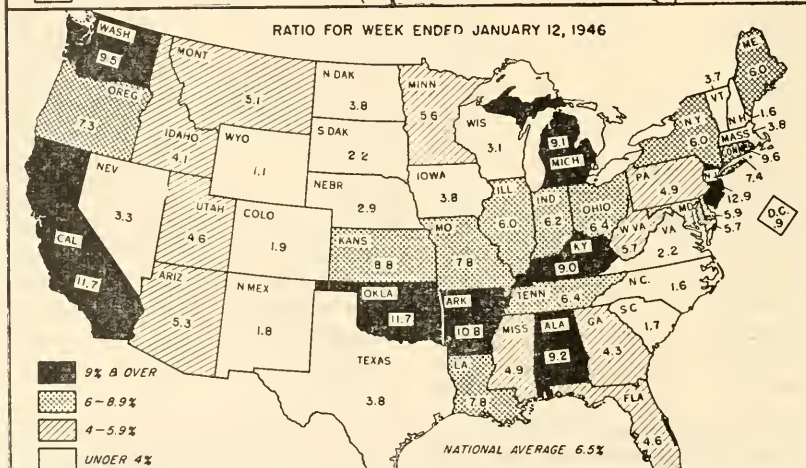 RATIO FOR WEEK ENDED JANUARY 12, 1946
WASH
9.5
OREG
7.3
MONT
5.1
IDAHO
4.1
WYO
1.1
N DAK
3.8
S DAK
2 2
MINN
5 6
WIS
3.1
9.1
MICH
NEV
3.3
UTAH
4 6
COLO
1.9
NEBR
2.9
IOWA
3.8
ILL
6.0
IND
6.2
OHIO
6.4
CAL
11.7
ARIZ
5.3
N MEX
1.8
KANS
8 8
MO
7.8
KY
9.0
W VA
5.7
VA
2.2
OKLA
11.7
ARK
10 8
TENN
6.4
N C.
1.6
S C
1.7
TEXAS
3.8
LA
7.8
MISS
4.9
ALA
9.2
GA
4.3
FLA
4.6
PA
4.9
N Y
6.0
3.7
VT
N H
ME
6.0
1.6
MASS
3.8
CONN
9.6
7.4
N J
12.9
MD
5.9
5.7
D.C.
.9
9% & OVER
6-8.9%
4-5.9%
UNDER 4%
NATIONAL AVERAGE 6.5%